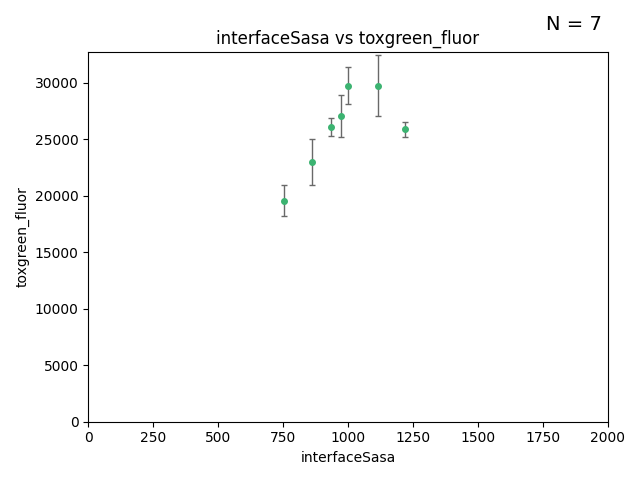 N = 7
interfaceSasa vs toxgreen_fluor
toxgreen_fluor
30000
25000
20000
15000
10000
5000
0
0 250 500 750 1000 1250 1500 1750 2000
interfaceSasa